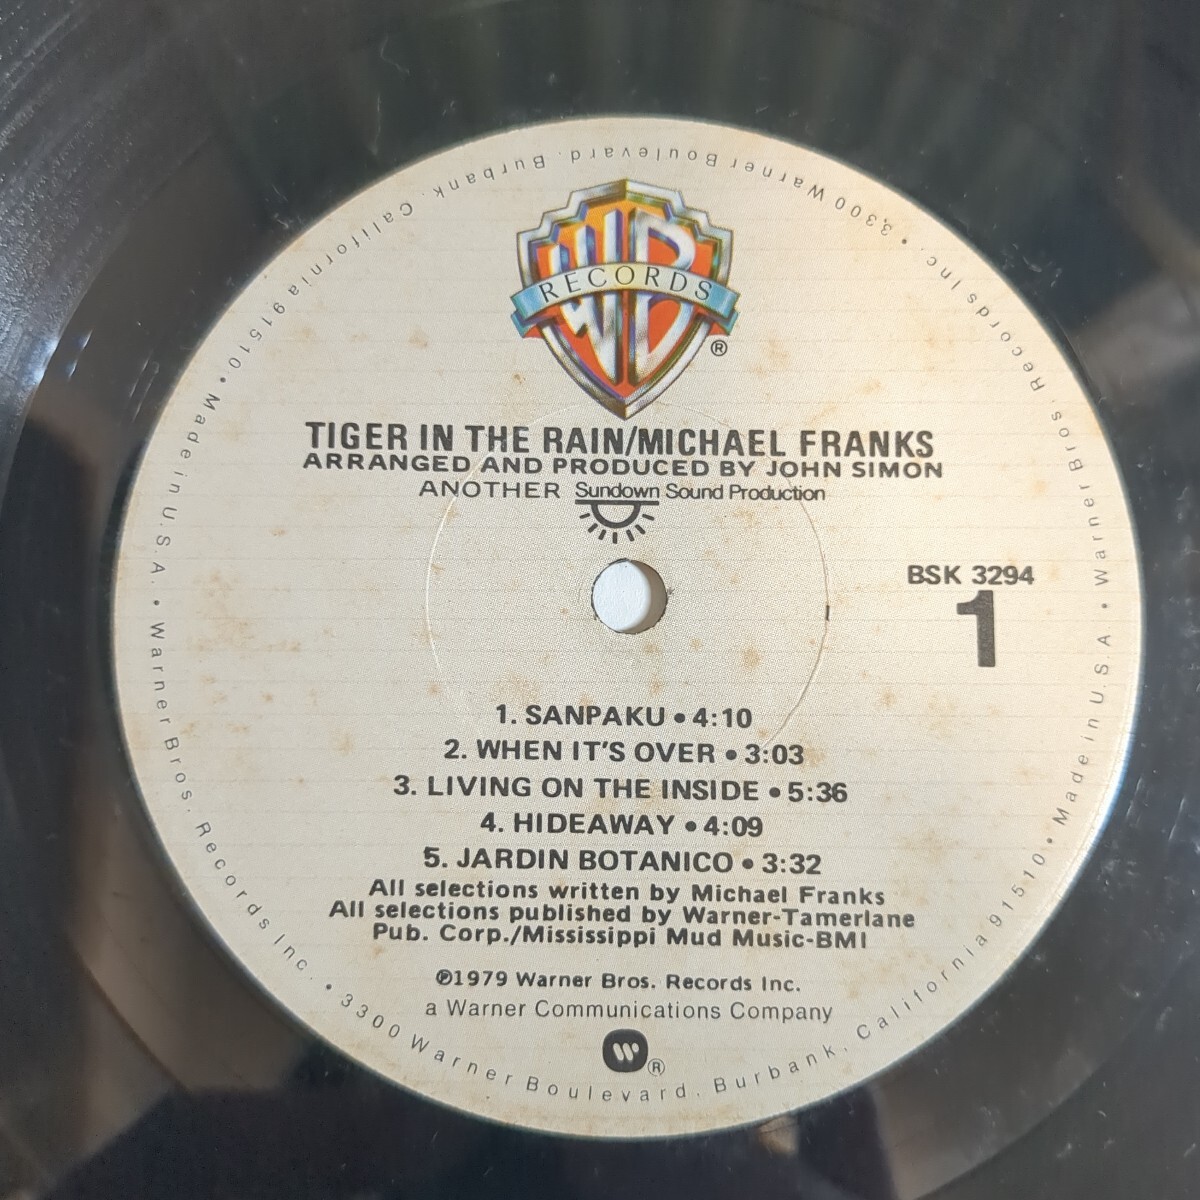 WB
RECORDS
®
TIGER IN THE RAIN/MICHAEL FRANKS
ARRANGED AND PRODUCED BY JOHN SIMON
ANOTHER Sundown Sound Production
BSK 3294
1
1. SANPAKU • 4:10
2. WHEN IT'S OVER • 3:03
3. LIVING ON THE INSIDE • 5:36
4. HIDEAWAY • 4:09
5. JARDIN BOTANICO • 3:32
All selections written by Michael Franks
All selections published by Warner-Tamerlane
Pub. Corp./Mississippi Mud Music-BMI
℗1979 Warner Bros. Records Inc.
a Warner Communications Company
W®
Warner Bros. Records Inc. • 3300 Warner Boulevard, Burbank, California 91510 • Made in U.S.A. • Warner Bros. Records Inc. • 3300 Warner Boulevard, Burbank, California 91510 • Made in U.S.A •